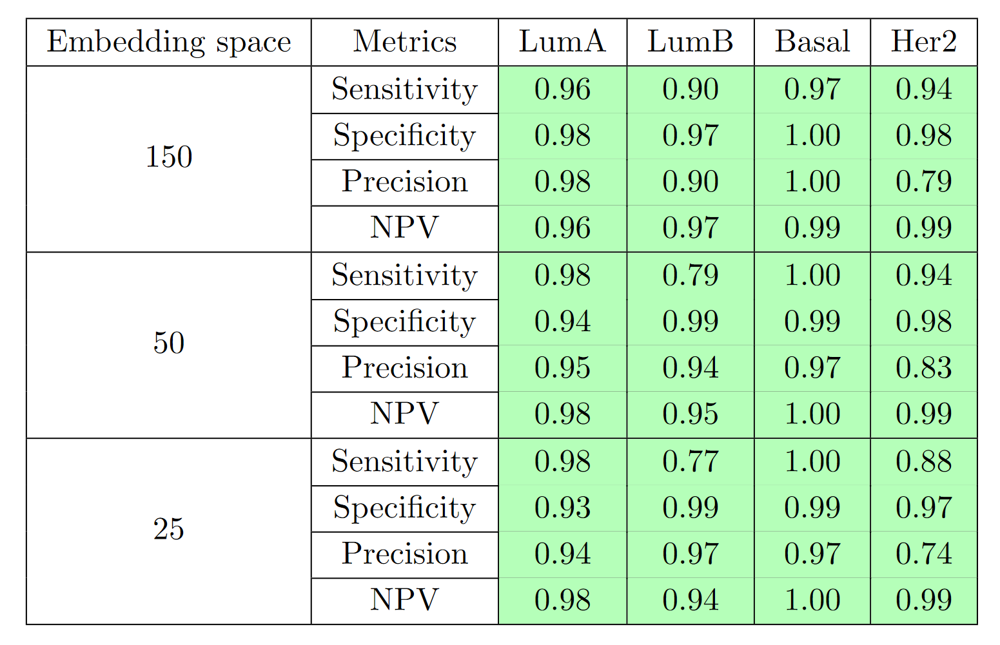 Embedding space Metrics LumA LumB Basal Her2
Sensitivity 0.96 0.90 0.97 0.94
Specificity 0.98 0.97 1.00 0.98
150
Precision 0.98 0.90 1.00 0.79
NPV 0.96 0.97 0.99 0.99
Sensitivity 0.98 0.79 1.00 0.94
Specificity 0.94 0.99 0.99 0.98
50
Precision 0.95 0.94 0.97 0.83
NPV 0.98 0.95 1.00 0.99
Sensitivity 0.98 0.77 1.00 0.88
Specificity 0.93 0.99 0.99 0.97
25
Precision 0.94 0.97 0.97 0.74
NPV 0.98 0.94 1.00 0.99